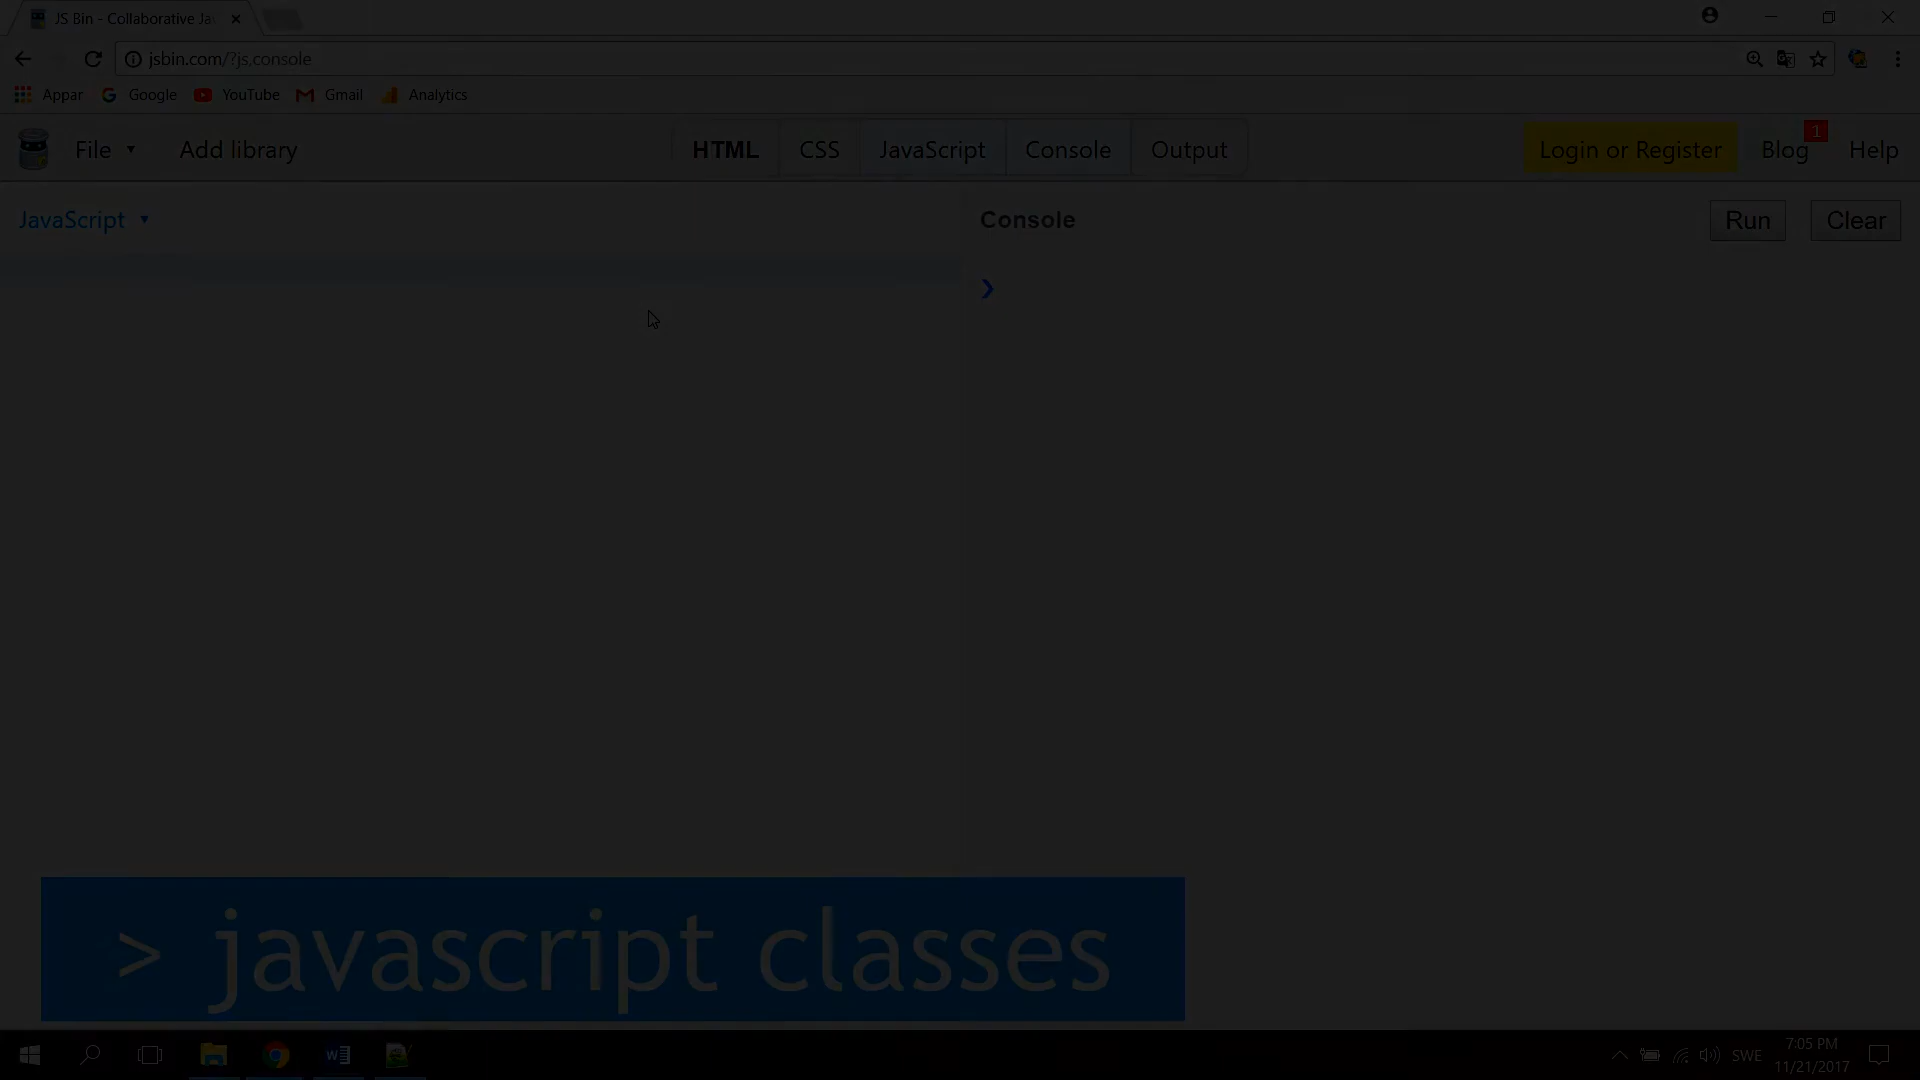 JS Bin - Collaborative Ja
jsbin.com/?js,console
Appar Google YouTube Gmail Analytics
File Add library HTML CSS JavaScript Console Output Login or Register Blog 1 Help
JavaScript Console Run Clear
> javascript classes
SWE 7:05 PM
11/21/2017